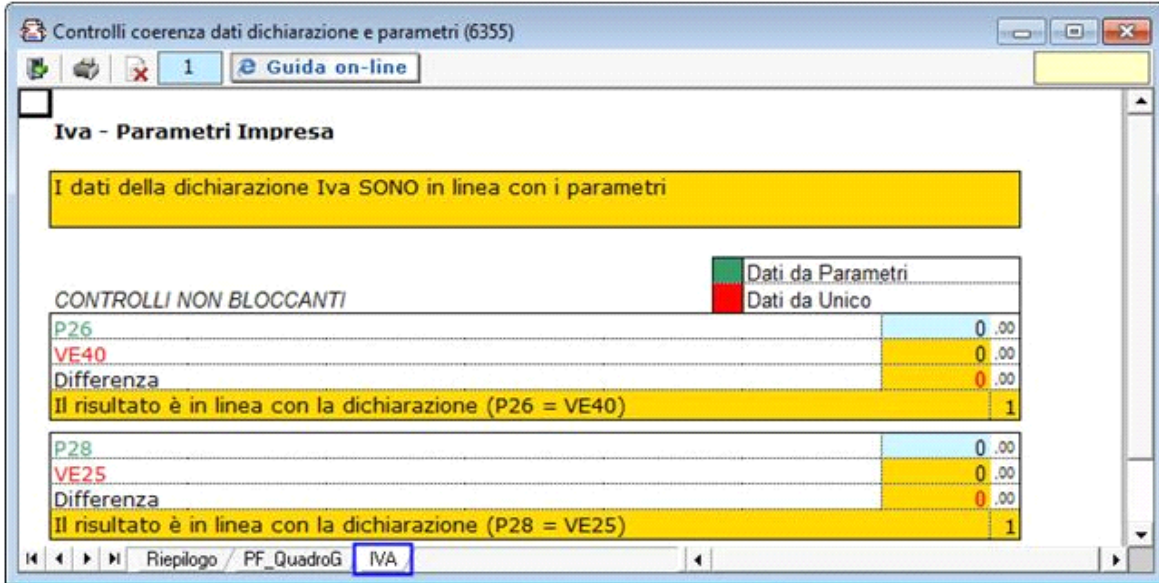 Controlli coerenza dati dichiarazione e parametri (6355)
1 Guida on-line
Iva - Parametri Impresa
I dati della dichiarazione Iva SONO in linea con i parametri
Dati da Parametri
CONTROLLI NON BLOCCANTI Dati da Unico
P26 0 .00
VE40 0 .00
Differenza 0 .00
Il risultato è in linea con la dichiarazione (P26 = VE40) 1
P28 0 .00
VE25 0 .00
Differenza 0 .00
Il risultato è in linea con la dichiarazione (P28 = VE25) 1
Riepilogo PF_QuadroG IVA